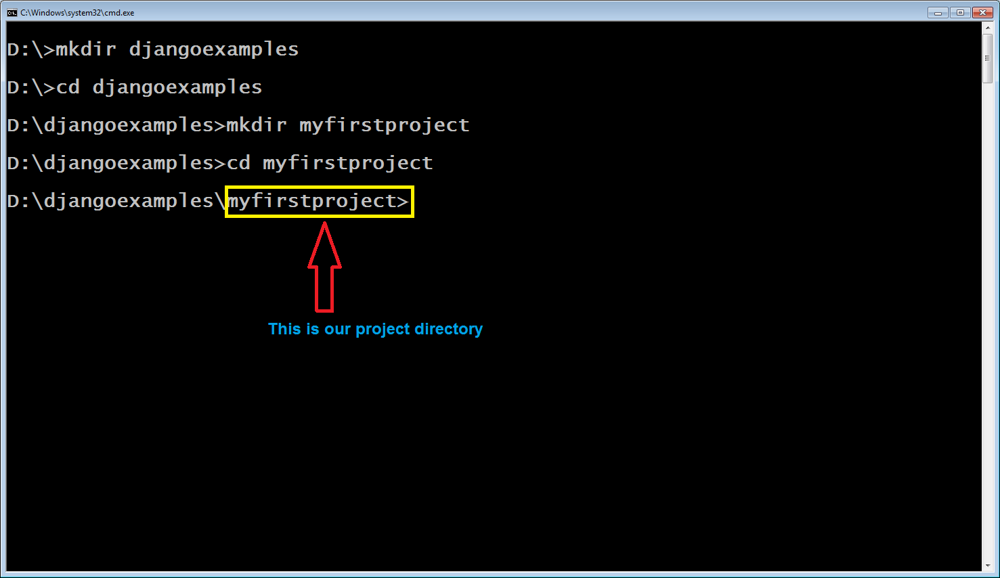 C:\Windows\system32\cmd.exe
D:\>mkdir djangoexamples
D:\>cd djangoexamples
D:\djangoexamples>mkdir myfirstproject
D:\djangoexamples>cd myfirstproject
D:\djangoexamples\myfirstproject>
This is our project directory